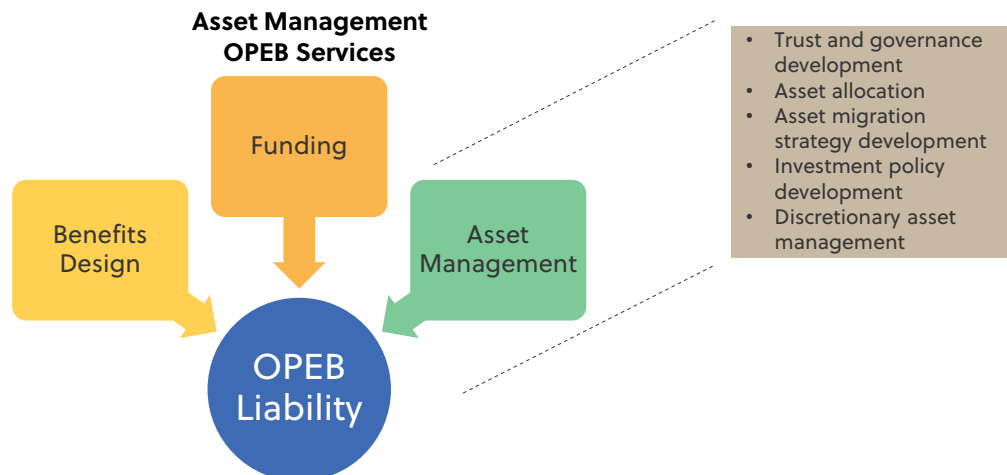 Asset Management
OPEB Services
Funding
Benefits
Design
Asset
Management
OPEB
Liability
• Trust and governance
development
• Asset allocation
• Asset migration
strategy development
• Investment policy
development
• Discretionary asset
management